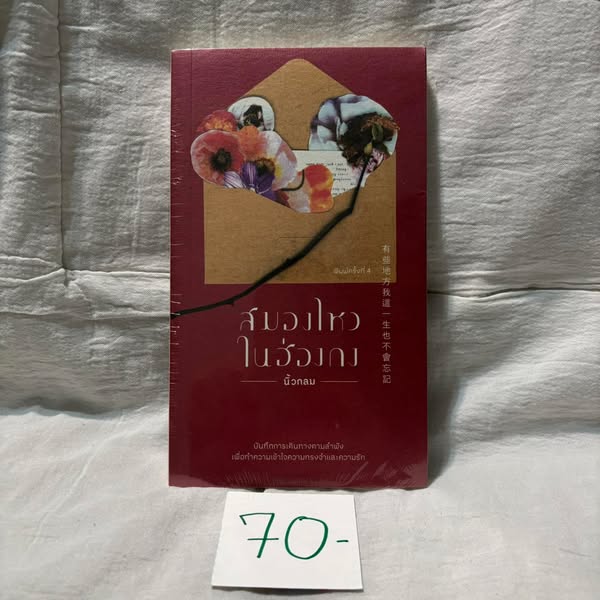 พิมพ์ครั้งที่ 4
有些地方我這一生也不會忘記
สมองไหว
ในฮ่องกง
นิ้วกลม
บันทึกการเดินทางตามลำพัง
เพื่อทำความเข้าใจความทรงจำและความรัก
70-